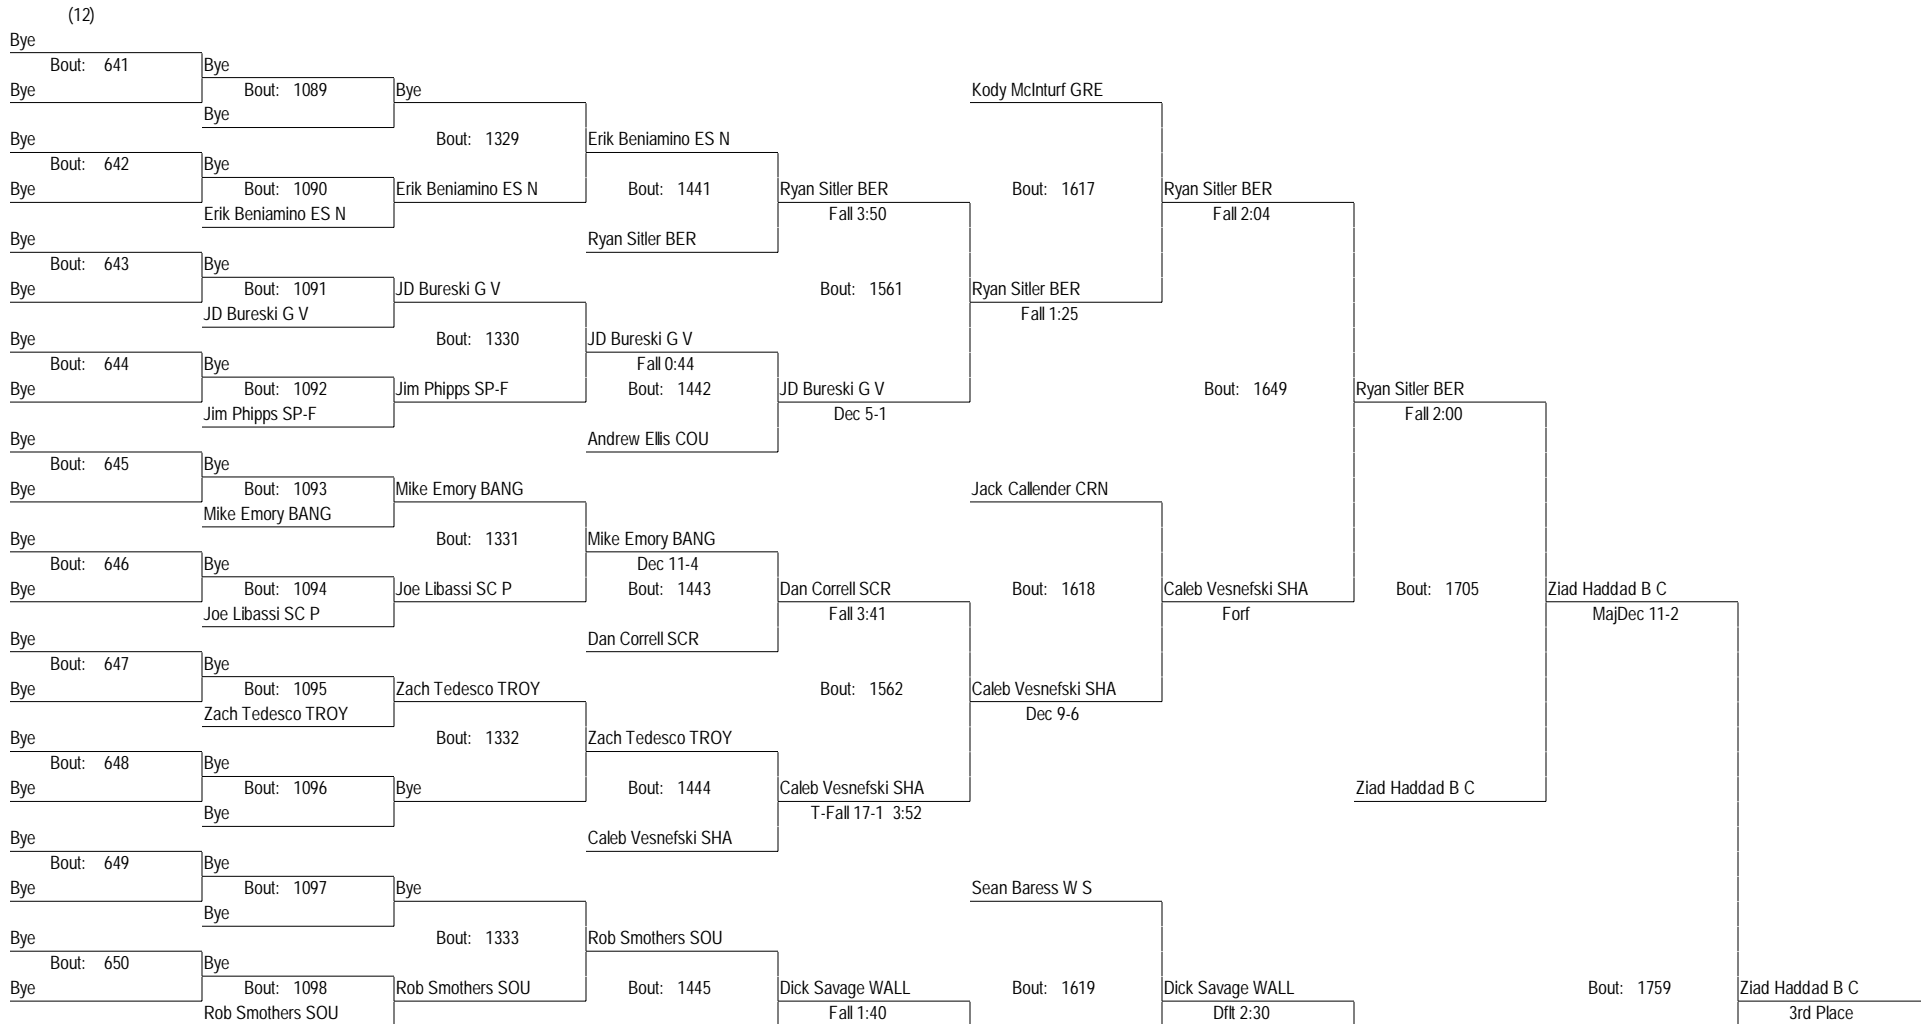 (12)
Bye
Bout: 641 Bye
Bye Bout: 1089 Bye Kody McInturf GRE
Bye
Bye Bout: 1329 Erik Beniamino ES N
Bout: 642 Bye
Bye Bout: 1090 Erik Beniamino ES N Bout: 1441 Ryan Sitler BER Bout: 1617 Ryan Sitler BER
Erik Beniamino ES N Fall 3:50 Fall 2:04
Bye Ryan Sitler BER
Bout: 643 Bye
Bye Bout: 1091 JD Bureski G V Bout: 1561 Ryan Sitler BER
JD Bureski G V Fall 1:25
Bye Bout: 1330 JD Bureski G V
Bout: 644 Bye Fall 0:44
Bye Bout: 1092 Jim Phipps SP-F Bout: 1442 JD Bureski G V Bout: 1649 Ryan Sitler BER
Jim Phipps SP-F Dec 5-1 Fall 2:00
Bye Andrew Ellis COU
Bout: 645 Bye
Bye Bout: 1093 Mike Emory BANG Jack Callender CRN
Mike Emory BANG
Bye Bout: 1331 Mike Emory BANG
Bout: 646 Bye Dec 11-4
Bye Bout: 1094 Joe Libassi SC P Bout: 1443 Dan Correll SCR Bout: 1618 Caleb Vesnefski SHA Bout: 1705 Ziad Haddad B C
Joe Libassi SC P Fall 3:41 Forf MajDec 11-2
Bye Dan Correll SCR
Bout: 647 Bye
Bye Bout: 1095 Zach Tedesco TROY Bout: 1562 Caleb Vesnefski SHA
Zach Tedesco TROY Dec 9-6
Bye Bout: 1332 Zach Tedesco TROY
Bout: 648 Bye
Bye Bout: 1096 Bye Bout: 1444 Caleb Vesnefski SHA Ziad Haddad B C
Bye T-Fall 17-1 3:52
Bye Caleb Vesnefski SHA
Bout: 649 Bye
Bye Bout: 1097 Bye Sean Baress W S
Bye
Bye Bout: 1333 Rob Smothers SOU
Bout: 650 Bye
Bye Bout: 1098 Rob Smothers SOU Bout: 1445 Dick Savage WALL Bout: 1619 Dick Savage WALL Bout: 1759 Ziad Haddad B C
Rob Smothers SOU Fall 1:40 Dflt 2:30 3rd Place